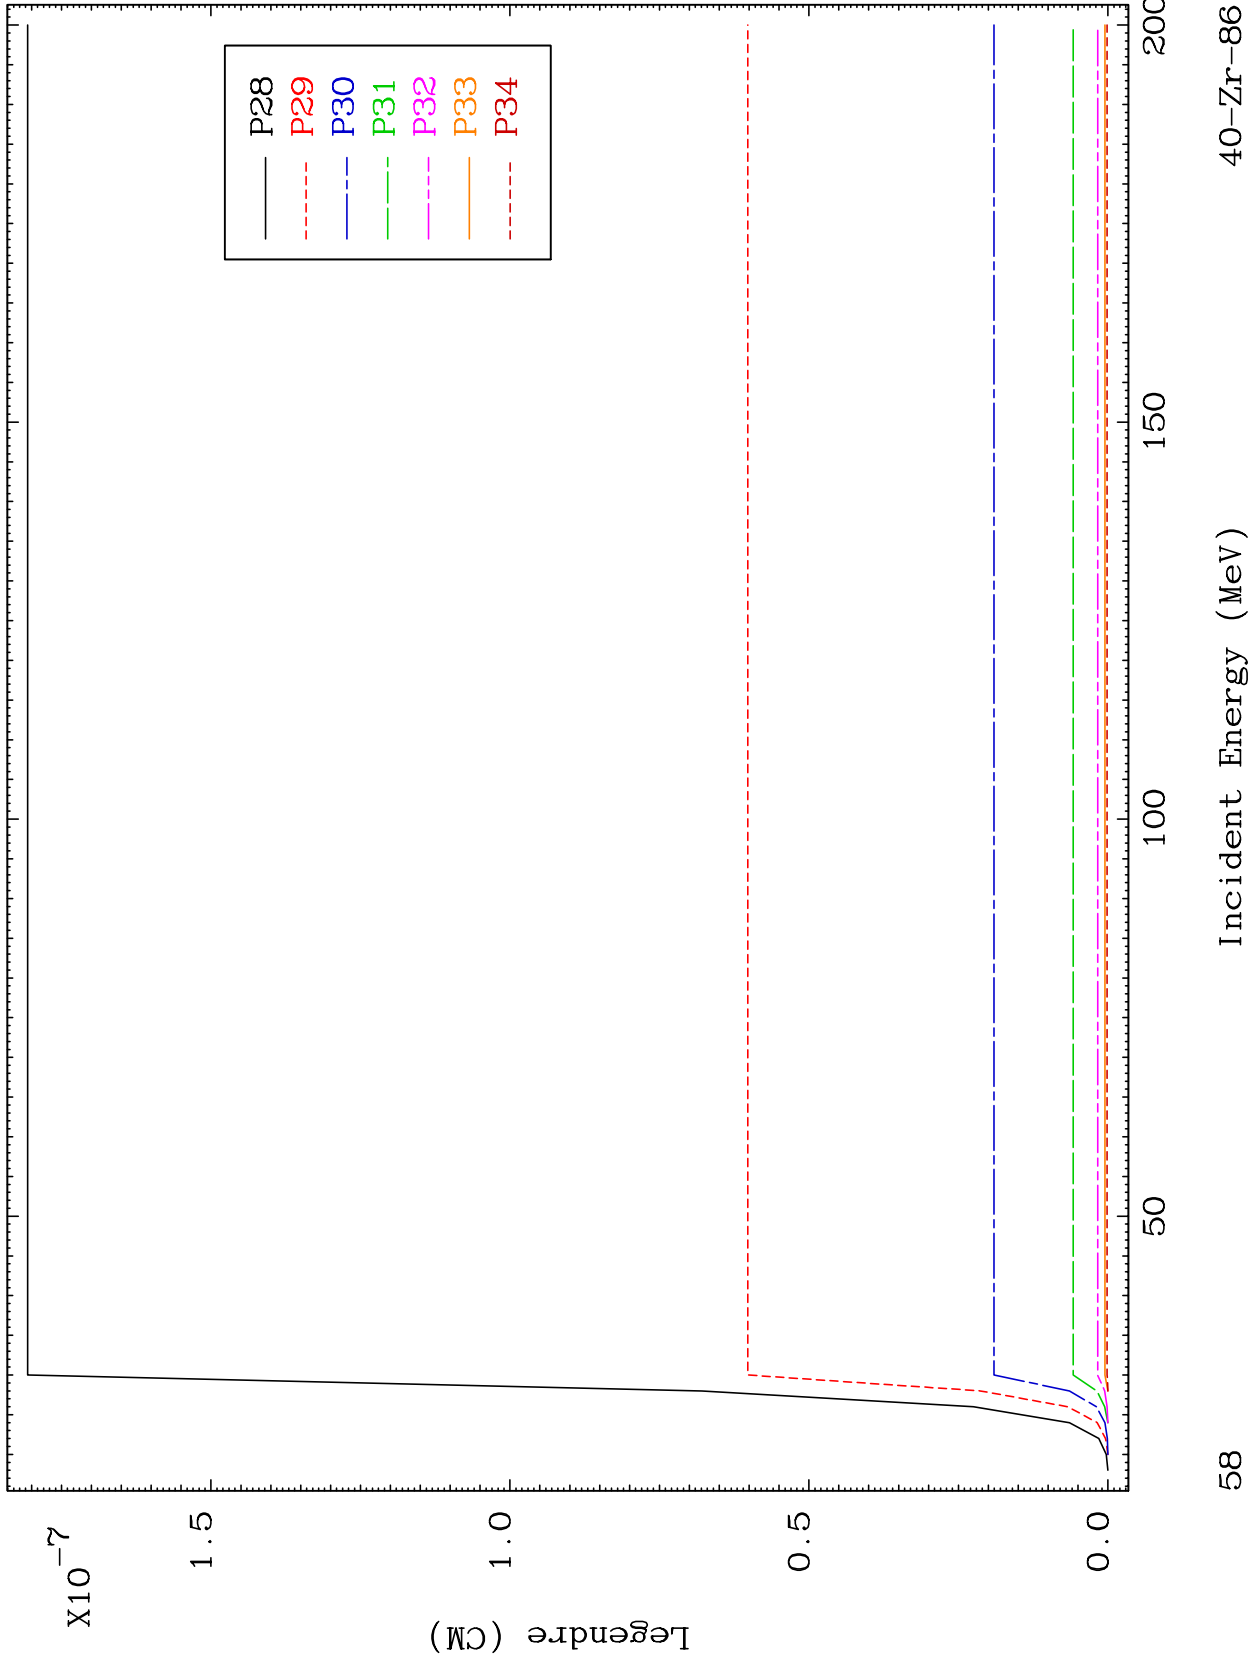 X10-7
1.5
1.0
0.5
0.0
Legendre (CM)
P28
P29
P30
P31
P32
P33
P34
50
100
150
200
Incident Energy (MeV)
58
40-Zr-86